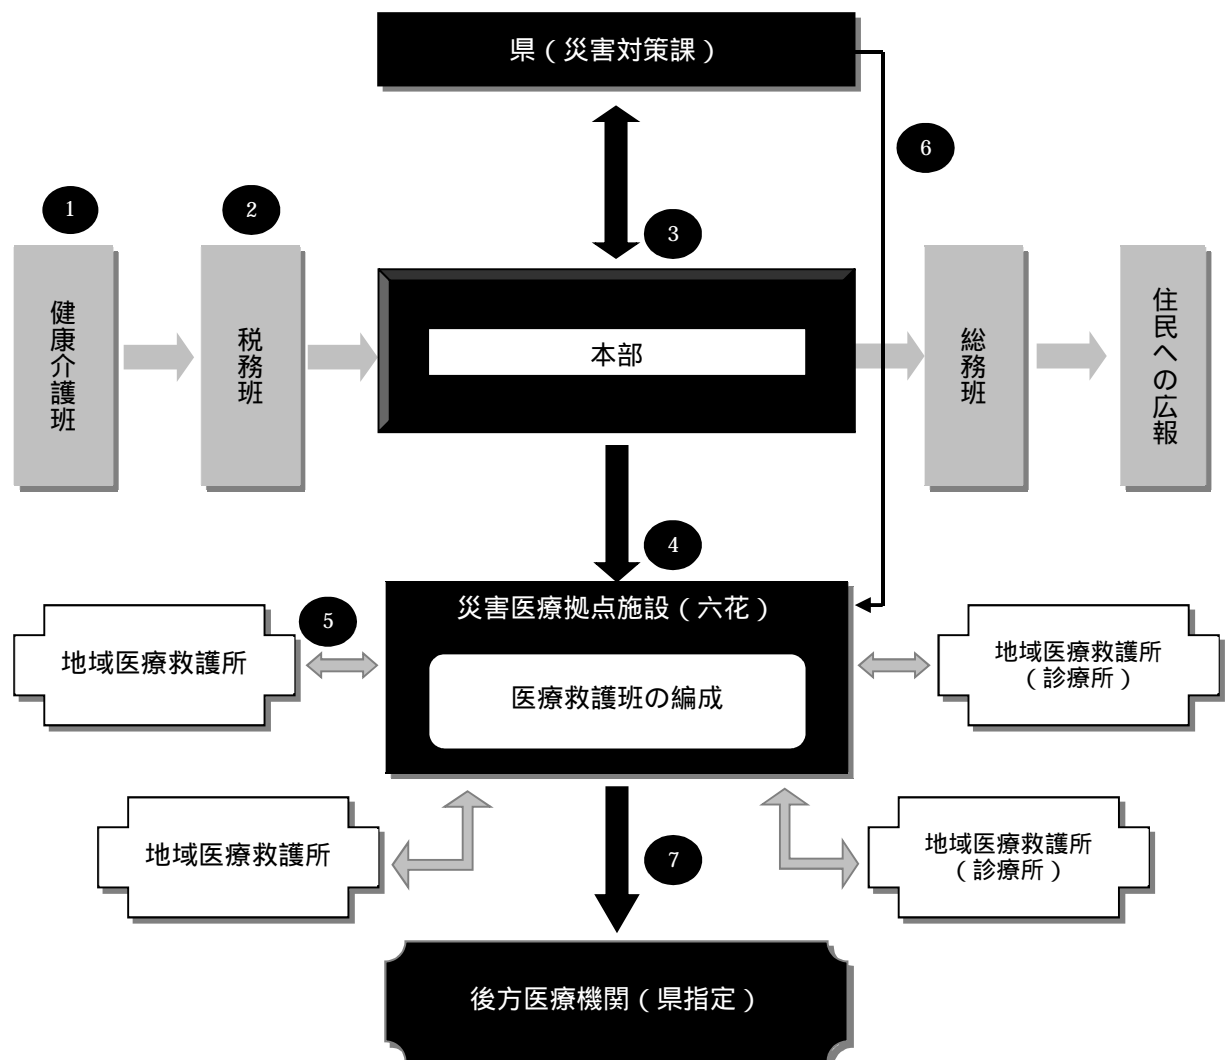 県（災害対策課）
6
1
2
3
健康介護班
税務班
本部
総務班
住民への広報
4
災害医療拠点施設（六花）
5
地域医療救護所
医療救護班の編成
地域医療救護所
（診療所）
地域医療救護所
7
地域医療救護所
（診療所）
後方医療機関（県指定）